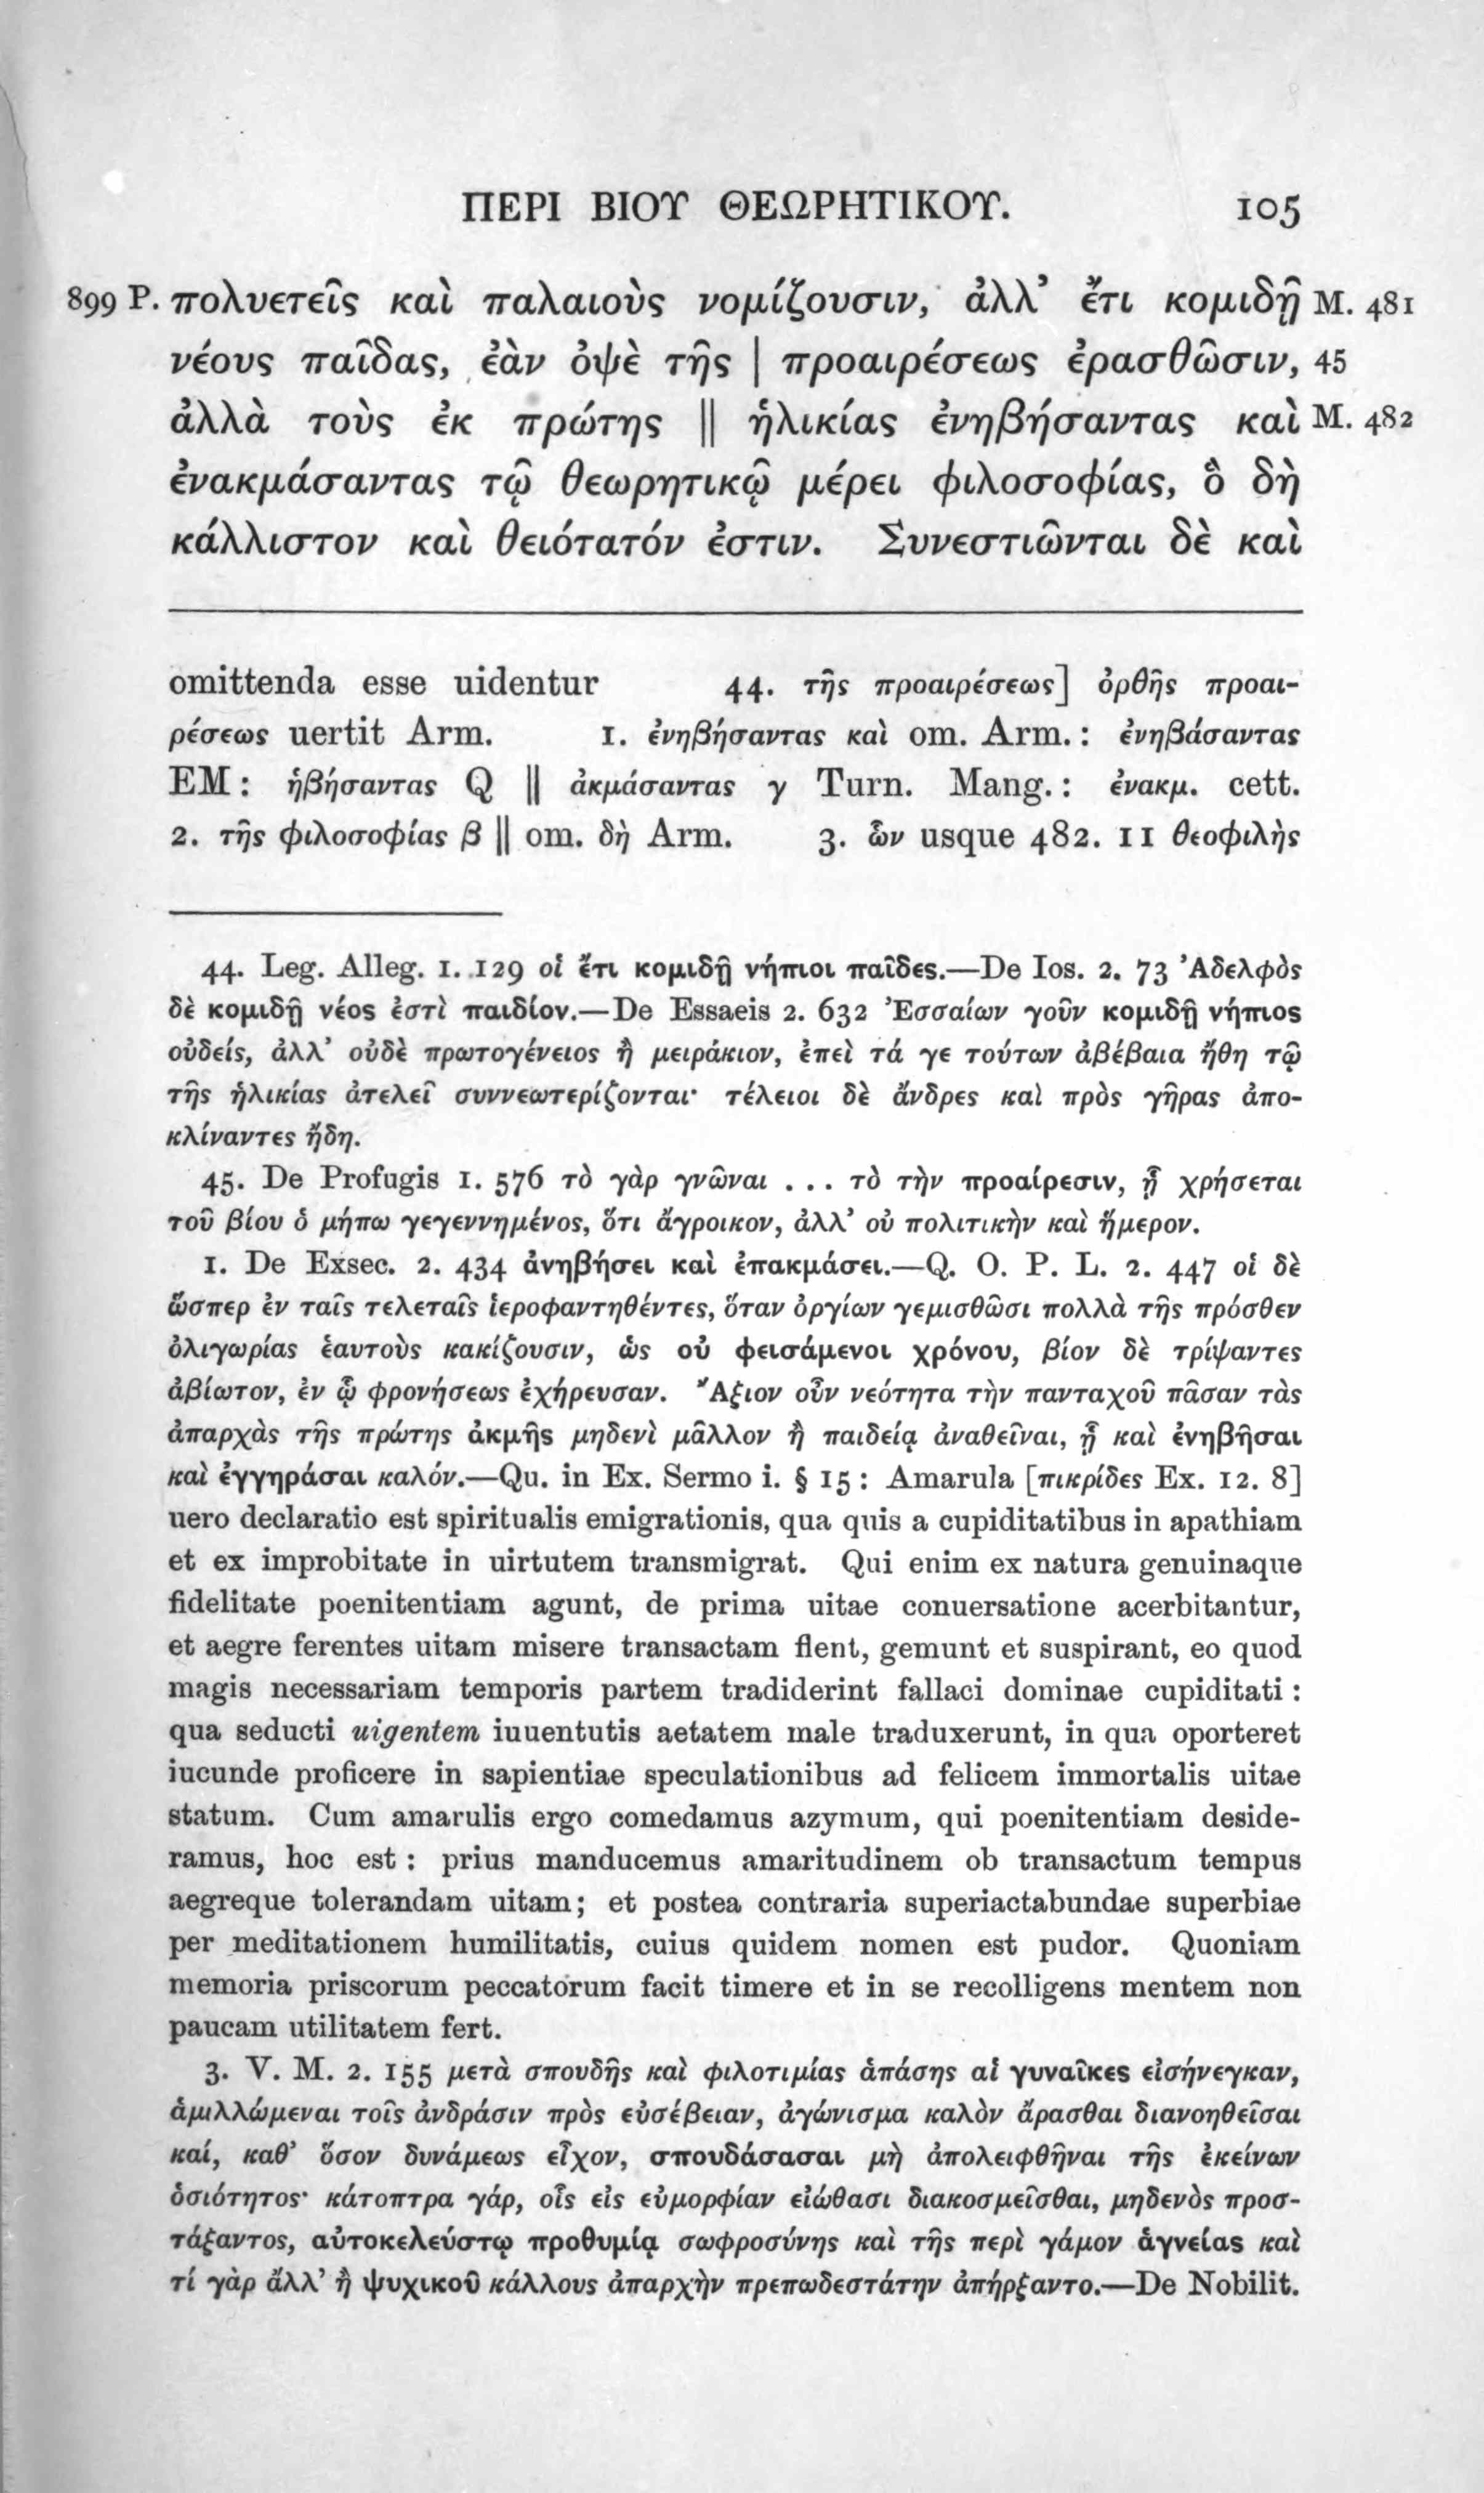 ΠΕΡΙ ΒΙΟΥ ΘΕΩΡΗΤΙΚΟΥ. 105
899 P. πολυετεῖς καὶ παλαιοὺς νομίζουσιν, ἀλλ’ ἔτι κομιδῇ M. 481
νέους παῖδας, ἐὰν ὀψὲ τῆς | προαιρέσεως ἐρασθῶσιν, 45
ἀλλὰ τοὺς ἐκ πρώτης || ἡλικίας ἐνηβήσαντας καὶ M. 482
ἐνακμάσαντας τῷ θεωρητικῷ μέρει φιλοσοφίας, ὃ δὴ
κάλλιστον καὶ θειότατόν ἐστιν. Συνεστιῶνται δὲ καὶ
omittenda esse uidentur 44. τῆς προαιρέσεως] ὀρθῆς προαι-
ρέσεως uertit Arm. 1. ἐνηβήσαντας καὶ om. Arm. : ἐνηβάσαντας
EM : ἡβήσαντας Q || ἀκμάσαντας γ Turn. Mang. : ἐνακμ. cett.
2. τῆς φιλοσοφίας β || om. δὴ Arm. 3. ὧν usque 482. 11 θεοφιλὴς
44. Leg. Alleg. 1. 129 οἱ ἔτι κομιδῇ νήπιοι παῖδες.—De Ios. 2. 73 Ἀδελφὸς
δὲ κομιδῇ νέος ἐστὶ παιδίον.—De Essaeis 2. 632 Ἐσσαίων γοῦν κομιδῇ νήπιος
οὐδείς, ἀλλ’ οὐδὲ πρωτογένειος ἢ μειράκιον, ἐπεὶ τά γε τούτων ἀβέβαια ἤθη τῷ
τῆς ἡλικίας ἀτελεῖ συννεωτερίζονται· τέλειοι δὲ ἄνδρες καὶ πρὸς γῆρας ἀπο-
κλίναντες ἤδη.
45. De Profugis 1. 576 τὸ γὰρ γνῶναι ... τὸ τὴν προαίρεσιν, ᾗ χρήσεται
τοῦ βίου ὁ μήπω γεγεννημένος, ὅτι ἄγροικον, ἀλλ’ οὐ πολιτικὴν καὶ ἥμερον.
1. De Exsec. 2. 434 ἀνηβήσει καὶ ἐπακμάσει.—Q. O. P. L. 2. 447 οἱ δὲ
ὥσπερ ἐν ταῖς τελεταῖς ἱεροφαντηθέντες, ὅταν ὀργίων γεμισθῶσι πολλὰ τῆς πρόσθεν
ὀλιγωρίας ἑαυτοὺς κακίζουσιν, ὡς οὐ φεισάμενοι χρόνου, βίον δὲ τρίψαντες
ἀβίωτον, ἐν ᾧ φρονήσεως ἐχήρευσαν. Ἄξιον οὖν νεότητα τὴν πανταχοῦ πᾶσαν τὰς
ἀπαρχὰς τῆς πρώτης ἀκμῆς μηδενὶ μᾶλλον ἢ παιδείᾳ ἀναθεῖναι, ᾗ καὶ ἐνηβῆσαι
καὶ ἐγγηρᾶσαι καλόν.—Qu. in Ex. Sermo i. § 15 : Amarula [πικρίδες Ex. 12. 8]
uero declaratio est spiritualis emigrationis, qua quis a cupiditatibus in apathiam
et ex improbitate in uirtutem transmigrat. Qui enim ex natura genuinaque
fidelitate poenitentiam agunt, de prima uitae conuersatione acerbitantur,
et aegre ferentes uitam misere transactam flent, gemunt et suspirant, eo quod
magis necessariam temporis partem tradiderint fallaci dominae cupiditati :
qua seducti uigentem iuuentutis aetatem male traduxerunt, in qua oporteret
iucunde proficere in sapientiae speculationibus ad felicem immortalis uitae
statum. Cum amarulis ergo comedamus azymum, qui poenitentiam deside-
ramus, hoc est : prius manducemus amaritudinem ob transactum tempus
aegreque tolerandam uitam; et postea contraria superiactabundae superbiae
per meditationem humilitatis, cuius quidem nomen est pudor. Quoniam
memoria priscorum peccatorum facit timere et in se recolligens mentem non
paucam utilitatem fert.
3. V. M. 2. 155 μετὰ σπουδῆς καὶ φιλοτιμίας ἁπάσης αἱ γυναῖκες εἰσήνεγκαν,
ἁμιλλώμεναι τοῖς ἀνδράσιν πρὸς εὐσέβειαν, ἀγώνισμα καλὸν ἄρασθαι διανοηθεῖσαι
καί, καθ’ ὅσον δυνάμεως εἶχον, σπουδάσασαι μὴ ἀπολειφθῆναι τῆς ἐκείνων
ὁσιότητος· κάτοπτρα γάρ, οἷς εἰς εὐμορφίαν εἰώθασι διακοσμεῖσθαι, μηδενὸς προσ-
τάξαντος, αὐτοκελεύστῳ προθυμίᾳ σωφροσύνης καὶ τῆς περὶ γάμον ἁγνείας καὶ
τί γὰρ ἄλλ’ ἢ ψυχικοῦ κάλλους ἀπαρχὴν πρεπωδεστάτην ἀπήρξαντο.—De Nobilit.